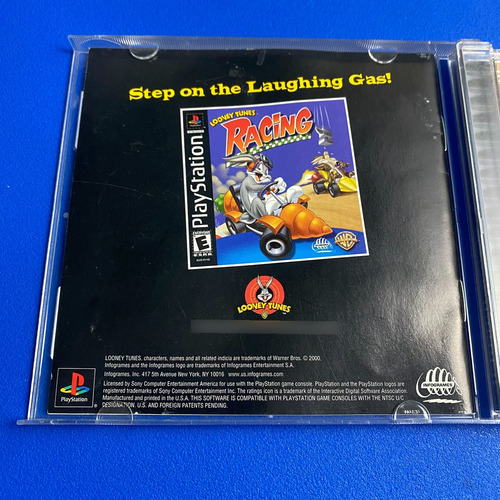 Step on the Laughing Gas!
PlayStation
LOONEY TUNES
RACING
EVERYONE
E
LOONEY TUNES
LOONEY TUNES, characters, names and all related indicia are trademarks of Warner Bros. © 2000.
Infogrames and the Infogrames logo are trademarks of Infogrames Entertainment S.A.
Infogrames, Inc. 417 5th Avenue New York, NY 10016 www.us.infogrames.com
Licensed by Sony Computer Entertainment America for use with the PlayStation game console. PlayStation and the PlayStation logos are
registered trademarks of Sony Computer Entertainment Inc. The ratings icon is a trademark of the Interactive Digital Software Association.
Manufactured and printed in the U.S.A. THIS SOFTWARE IS COMPATIBLE WITH PLAYSTATION GAME CONSOLES WITH THE NTSC U/C
DESIGNATION. U.S. AND FOREIGN PATENTS PENDING.
PlayStation
INFOGRAMES